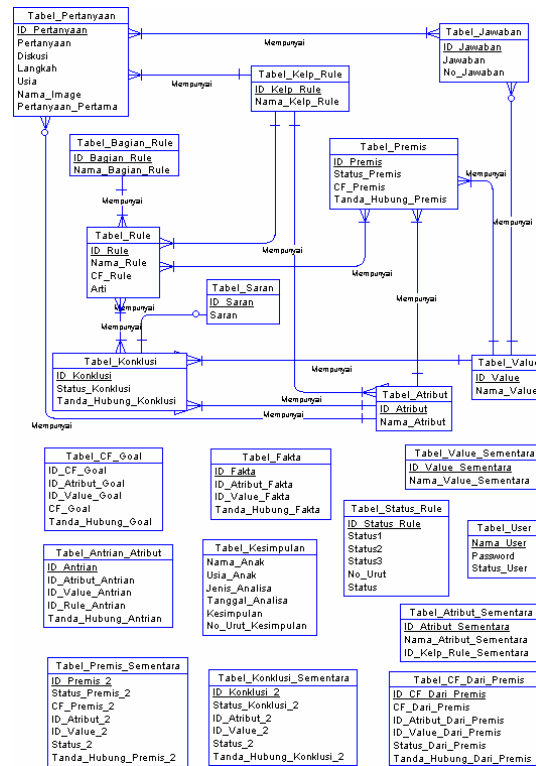 Tabel_Pertanyaan
ID_Pertanyaan
Pertanyaan
Diskusi
Langkah
Usia
Nama_Image
Pertanyaan_Pertama
Mempunyai
Tabel_Jawaban
ID_Jawaban
Jawaban
No_Jawaban
Mempunyai
Tabel_Kelp_Rule
ID_Kelp_Rule
Nama_Kelp_Rule
Tabel_Bagian_Rule
ID_Bagian_Rule
Nama_Bagian_Rule
Tabel_Premis
ID_Premis
Status_Premis
CF_Premis
Tanda_Hubung_Premis
Mempunyai
Mempunyai
Mempunyai
Mempunyai
Tabel_Rule
ID_Rule
Nama_Rule
CF_Rule
Arti
Mempunyai
Mempunyai
Mempunyai
Mempunyai
Tabel_Saran
ID_Saran
Saran
Mempunyai
Mempunyai
Tabel_Konklusi
ID_Konklusi
Status_Konklusi
Tanda_Hubung_Konklusi
Mempunyai
Tabel_Value
ID_Value
Nama_Value
Tabel_Atribut
ID_Atribut
Nama_Atribut
Mempunyai
Mempunyai
Tabel_CF_Goal
ID_CF_Goal
ID_Atribut_Goal
ID_Value_Goal
CF_Goal
Tanda_Hubung_Goal
Tabel_Fakta
ID_Fakta
ID_Atribut_Fakta
ID_Value_Fakta
Tanda_Hubung_Fakta
Tabel_Value_Sementara
ID_Value_Sementara
Nama_Value_Sementara
Tabel_Status_Rule
ID_Status_Rule
Status1
Status2
Status3
No_Urut
Status
Tabel_User
Nama_User
Password
Status_User
Tabel_Antrian_Atribut
ID_Antrian
ID_Atribut_Antrian
ID_Value_Antrian
ID_Rule_Antrian
Tanda_Hubung_Antrian
Tabel_Kesimpulan
Nama_Anak
Usia_Anak
Jenis_Analisa
Tanggal_Analisa
Kesimpulan
No_Urut_Kesimpulan
Tabel_Atribut_Sementara
ID_Atribut_Sementara
Nama_Atribut_Sementara
ID_Kelp_Rule_Sementara
Tabel_Premis_Sementara
ID_Premis_2
Status_Premis_2
CF_Premis_2
ID_Atribut_2
ID_Value_2
Status_2
Tanda_Hubung_Premis_2
Tabel_Konklusi_Sementara
ID_Konklusi_2
Status_Konklusi_2
ID_Atribut_2
ID_Value_2
Status_2
Tanda_Hubung_Konklusi_2
Tabel_CF_Dari_Premis
ID_CF_Dari_Premis
CF_Dari_Premis
ID_Atribut_Dari_Premis
ID_Value_Dari_Premis
Status_Dari_Premis
Tanda_Hubung_Dari_Premis